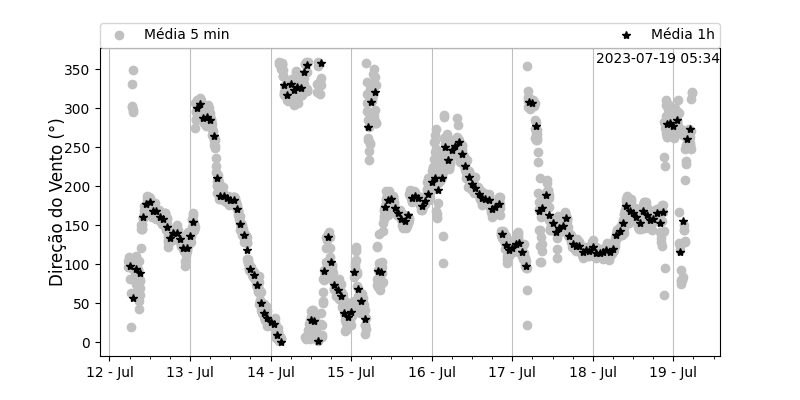 Média 5 min
Média 1h
2023-07-19 05:34
Direção do Vento (°)
350
300
250
200
150
100
50
0
12 - Jul
13 - Jul
14 - Jul
15 - Jul
16 - Jul
17 - Jul
18 - Jul
19 - Jul